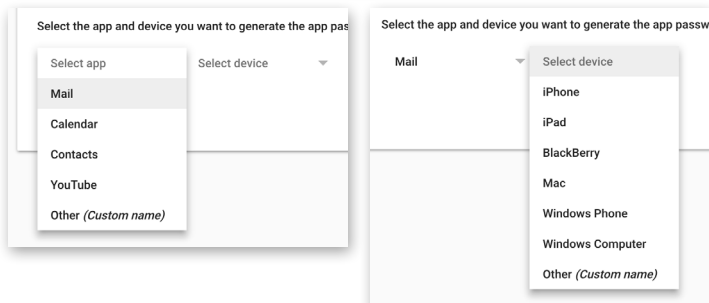 Select the app and device you want to generate the app pas
Select app
Select device
Mail
Calendar
Contacts
YouTube
Other (Custom name)
Select the app and device you want to generate the app passw
Mail
Select device
iPhone
iPad
BlackBerry
Mac
Windows Phone
Windows Computer
Other (Custom name)